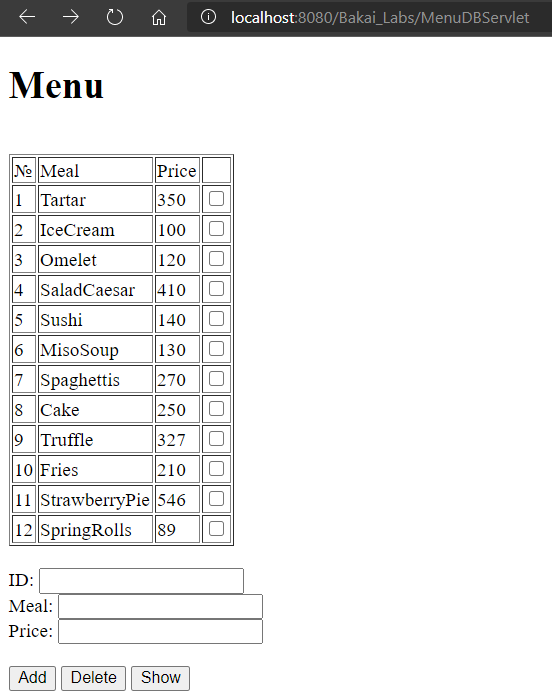 localhost:8080/Bakai_Labs/MenuDBServlet
Menu
№ Meal Price
1 Tartar 350
2 IceCream 100
3 Omelet 120
4 SaladCaesar 410
5 Sushi 140
6 MisoSoup 130
7 Spaghettis 270
8 Cake 250
9 Truffle 327
10 Fries 210
11 StrawberryPie 546
12 SpringRolls 89
ID:
Meal:
Price:
Add Delete Show